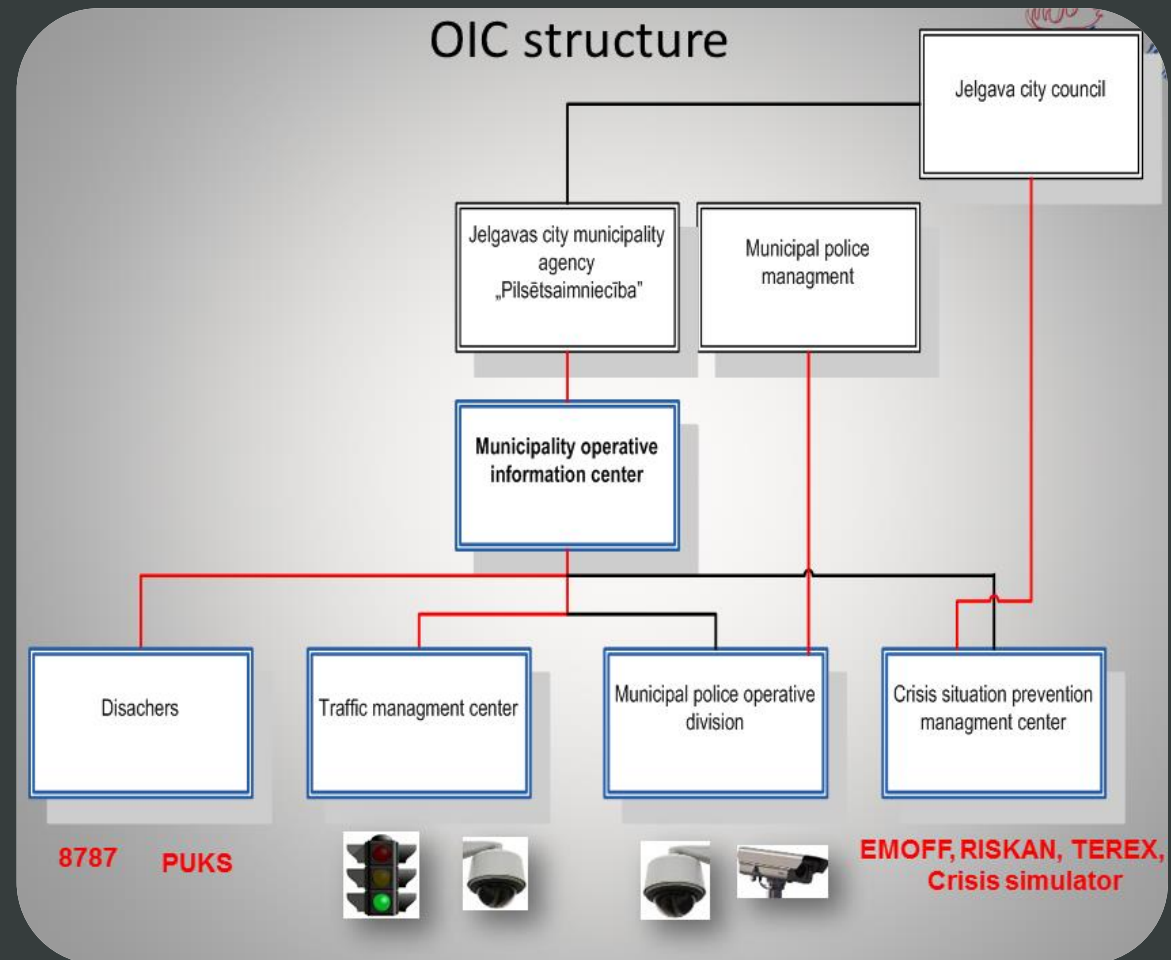 OIC structure
Jelgava city council
Jelgavas city municipality
agency
„Pilsētsaimniecība”
Municipal police
managment
Municipality operative
information center
Disachers
Traffic managment center
Municipal police operative
division
Crisis situation prevention
managment center
8787
PUKS
EMOFF, RISKAN, TEREX,
Crisis simulator